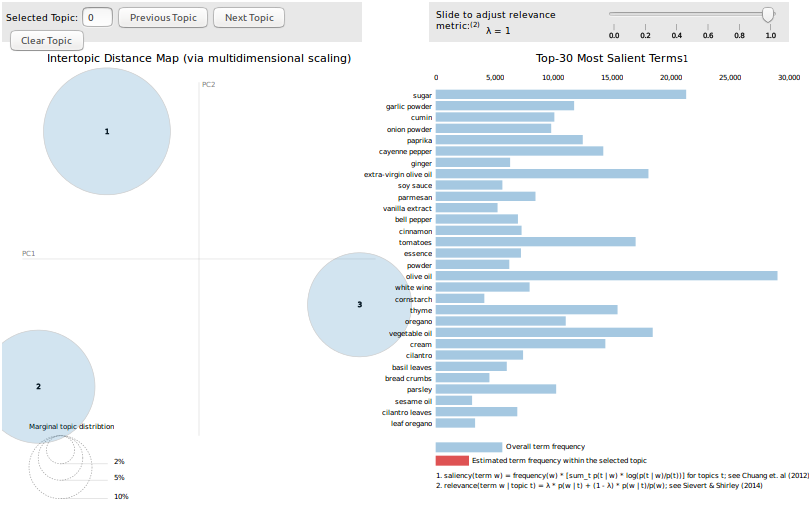 Selected Topic: 0 Previous Topic Next Topic
Clear Topic
Slide to adjust relevance
metric:(2) λ = 1
0.0 0.2 0.4 0.6 0.8 1.0
Intertopic Distance Map (via multidimensional scaling)
PC2
PC1
1
3
2
Marginal topic distribtion
2%
5%
10%
Top-30 Most Salient Terms1
0 5,000 10,000 15,000 20,000 25,000 30,000
sugar
garlic powder
cumin
onion powder
paprika
cayenne pepper
ginger
extra-virgin olive oil
soy sauce
parmesan
vanilla extract
bell pepper
cinnamon
tomatoes
essence
powder
olive oil
white wine
cornstarch
thyme
oregano
vegetable oil
cream
cilantro
basil leaves
bread crumbs
parsley
sesame oil
cilantro leaves
leaf oregano
Overall term frequency
Estimated term frequency within the selected topic
1. saliency(term w) = frequency(w) * [sum_t p(t | w) * log(p(t | w)/p(t))] for topics t; see Chuang et. al (2012)
2. relevance(term w | topic t) = λ * p(w | t) + (1 - λ) * p(w | t)/p(w); see Sievert & Shirley (2014)